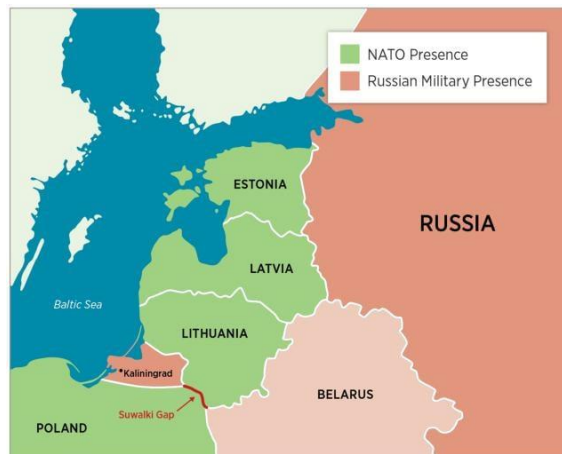 NATO Presence
Russian Military Presence
ESTONIA
RUSSIA
LATVIA
Baltic Sea
LITHUANIA
Kaliningrad
BELARUS
Suwalki Gap
POLAND